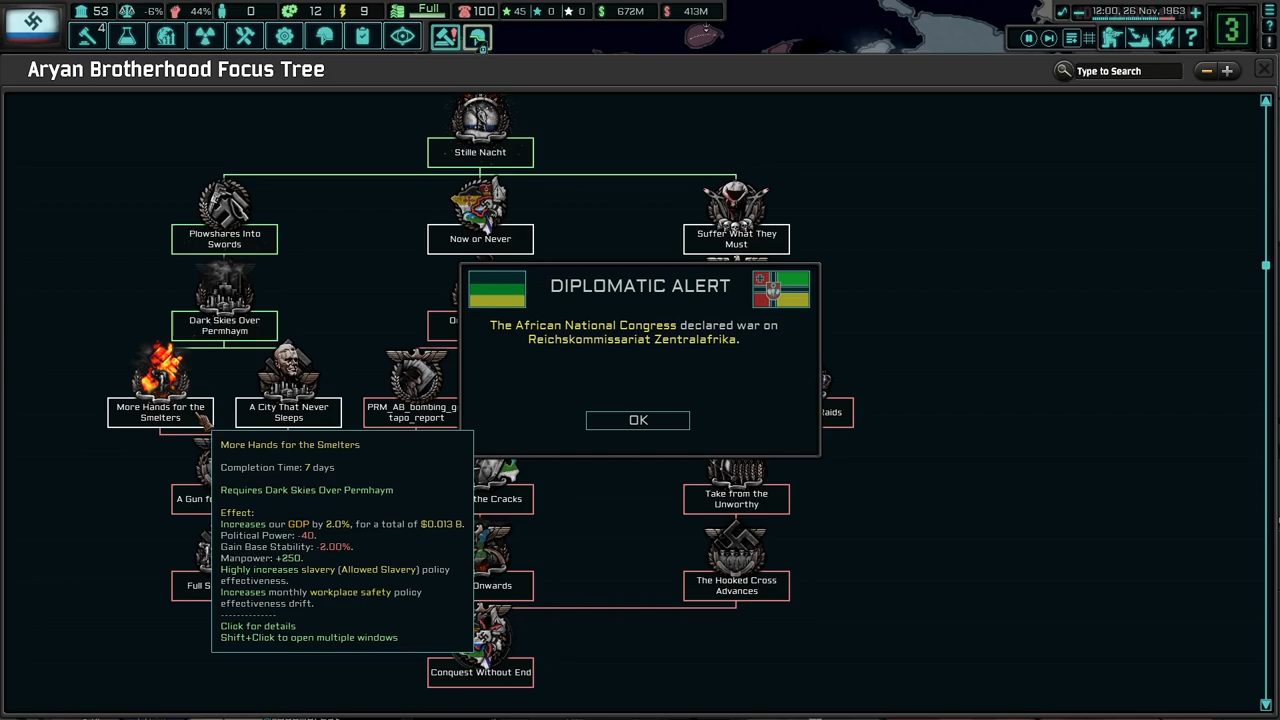 53 -6% 44% 0 12 9 Full 100 45 0 0 $ 672M $ 413M
12:00, 26 Nov, 1963
4
3
Aryan Brotherhood Focus Tree
Type to Search
Stille Nacht
Plowshares Into
Swords
Now or Never
Suffer What They
Must
DIPLOMATIC ALERT
The African National Congress declared war on
Reichskommissariat Zentralafrika.
OK
Dark Skies Over
Permhaym
More Hands for the
Smelters
A City That Never
Sleeps
PRM_AB_bombing_g
tapo_report
Raids
More Hands for the Smelters
Completion Time: 7 days
Requires Dark Skies Over Permhaym
Effect:
Increases our GDP by 2.0%, for a total of $0.013 B.
Political Power: -40.
Gain Base Stability: -2.00%.
Manpower: +250.
Highly increases slavery (Allowed Slavery) policy
effectiveness.
Increases monthly workplace safety policy
effectiveness drift.
--------------
Click for details
Shift+Click to open multiple windows
A Gun f
the Cracks
Take from the
Unworthy
Full S
Onwards
The Hooked Cross
Advances
Conquest Without End